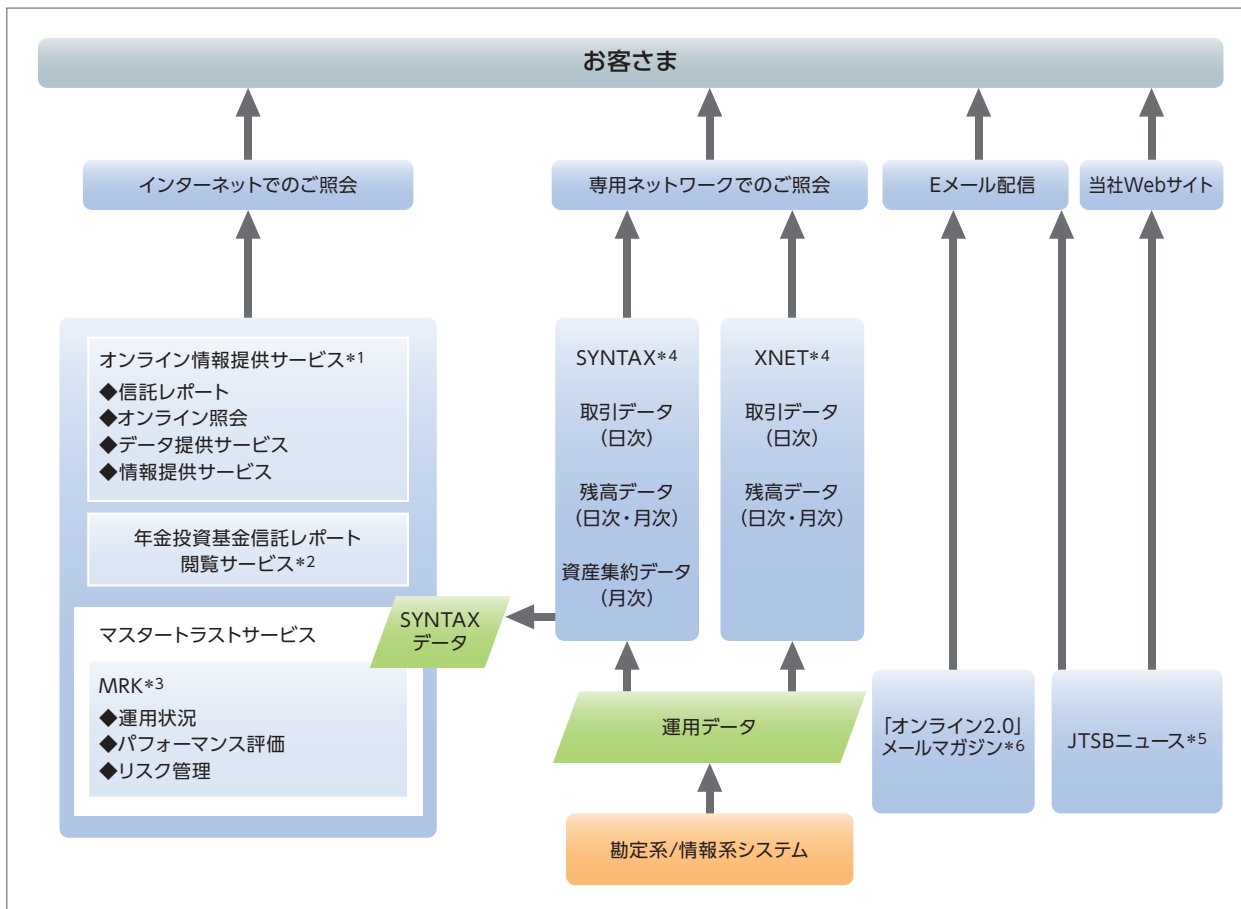 お客さま
インターネットでのご照会
専用ネットワークでのご照会
Eメール配信
当社Webサイト
オンライン情報提供サービス*1
◆信託レポート
◆オンライン照会
◆データ提供サービス
◆情報提供サービス
年金投資基金信託レポート
閲覧サービス*2
マスタートラストサービス
MRK*3
◆運用状況
◆パフォーマンス評価
◆リスク管理
SYNTAX
データ
SYNTAX*4
取引データ
(日次)
残高データ
(日次・月次)
資産集約データ
(月次)
XNET*4
取引データ
(日次)
残高データ
(日次・月次)
運用データ
勘定系/情報系システム
「オンライン2.0」
メールマガジン*6
JTSBニュース*5